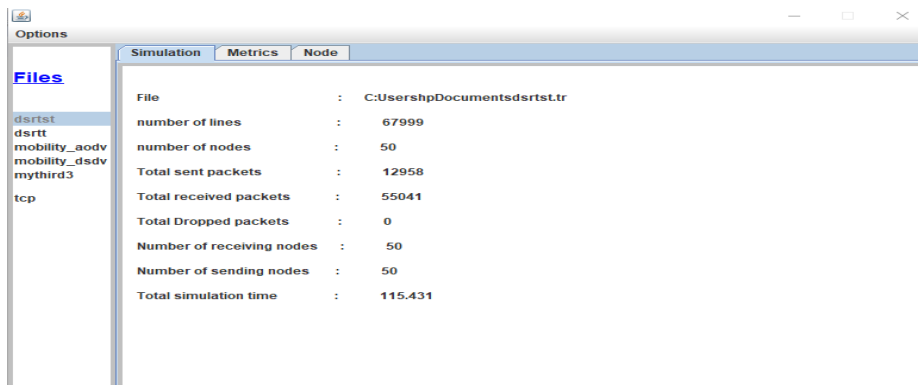 Options
Files
dsrtst
dsrtt
mobility_aodv
mobility_dsdv
mythird3
tcp
Simulation Metrics Node
File : C:UsershpDocumentsdsrtst.tr
number of lines : 67999
number of nodes : 50
Total sent packets : 12958
Total received packets : 55041
Total Dropped packets : 0
Number of receiving nodes : 50
Number of sending nodes : 50
Total simulation time : 115.431